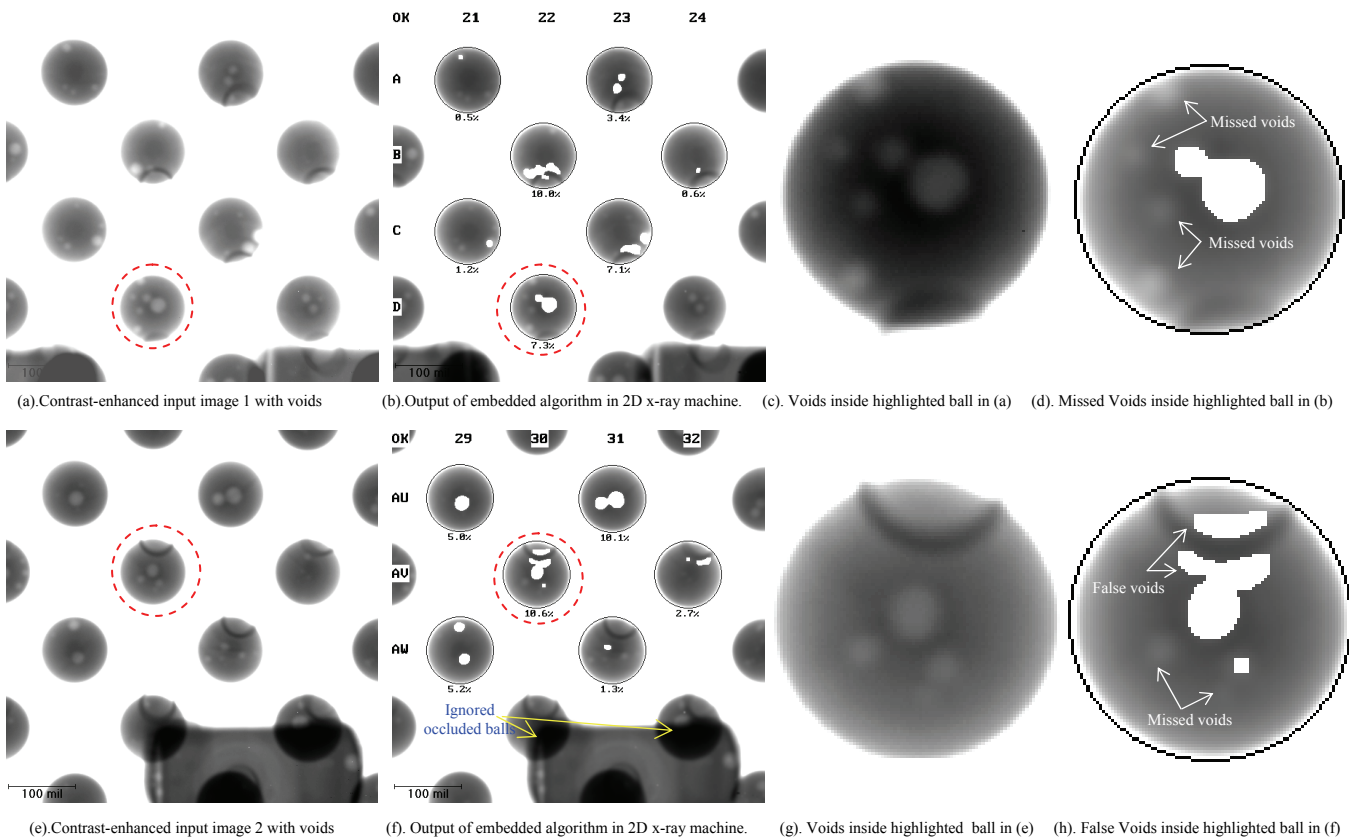 OK 21 22 23 24
A
0.5% 3.4%
B
10.0% 0.6%
C
1.2% 7.1%
D
7.3%
100 mil
Missed voids
Missed voids
100
(a).Contrast-enhanced input image 1 with voids
(b).Output of embedded algorithm in 2D x-ray machine.
(c). Voids inside highlighted ball in (a)
(d). Missed Voids inside highlighted ball in (b)
OK 29 30 31 32
AU
5.0% 10.1%
AV
10.6% 2.7%
AW
5.2% 1.3%
Ignored
occluded balls
False voids
Missed voids
100 mil
100 mil
(e).Contrast-enhanced input image 2 with voids
(f). Output of embedded algorithm in 2D x-ray machine.
(g). Voids inside highlighted ball in (e)
(h). False Voids inside highlighted ball in (f)